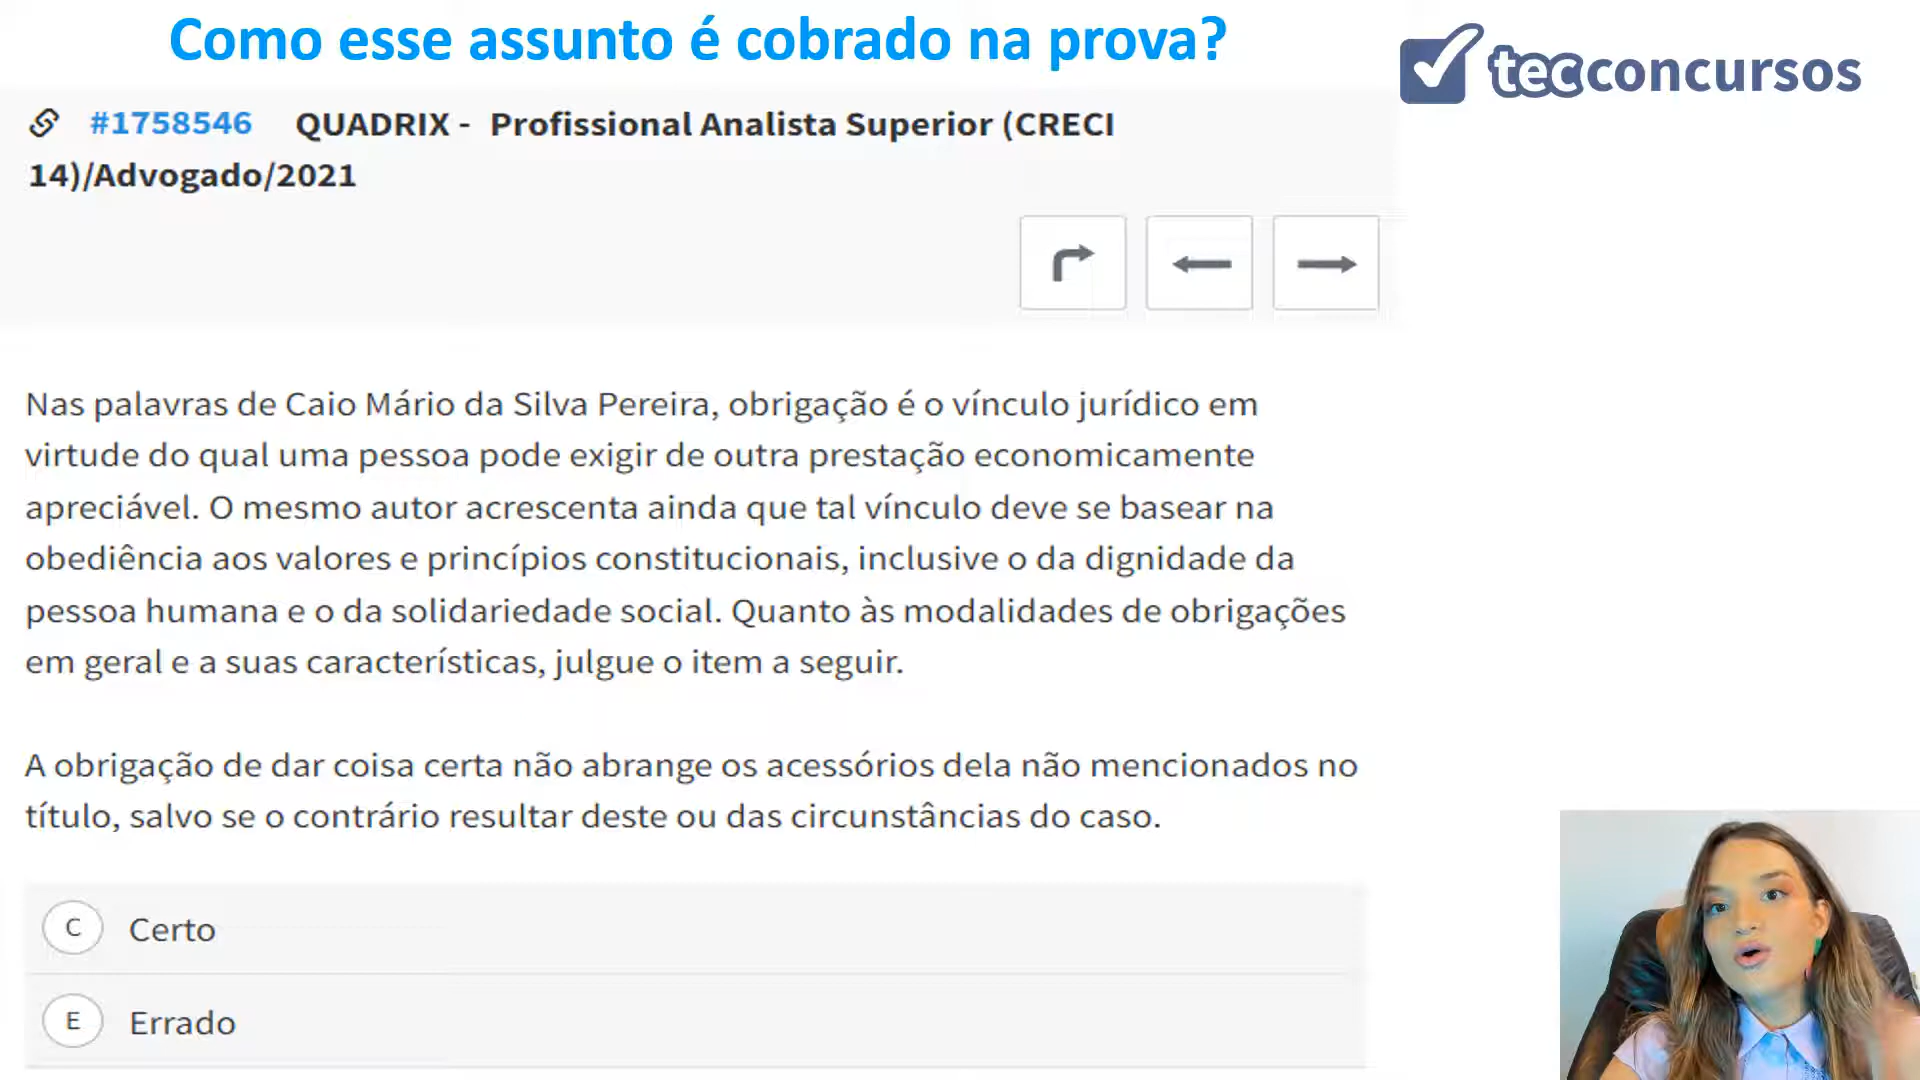 Como esse assunto é cobrado na prova?
tecconcursos
#1758546 QUADRIX - Profissional Analista Superior (CRECI
14)/Advogado/2021
Nas palavras de Caio Mário da Silva Pereira, obrigação é o vínculo jurídico em
virtude do qual uma pessoa pode exigir de outra prestação economicamente
apreciável. O mesmo autor acrescenta ainda que tal vínculo deve se basear na
obediência aos valores e princípios constitucionais, inclusive o da dignidade da
pessoa humana e o da solidariedade social. Quanto às modalidades de obrigações
em geral e a suas características, julgue o item a seguir.
A obrigação de dar coisa certa não abrange os acessórios dela não mencionados no
título, salvo se o contrário resultar deste ou das circunstâncias do caso.
C Certo
E Errado